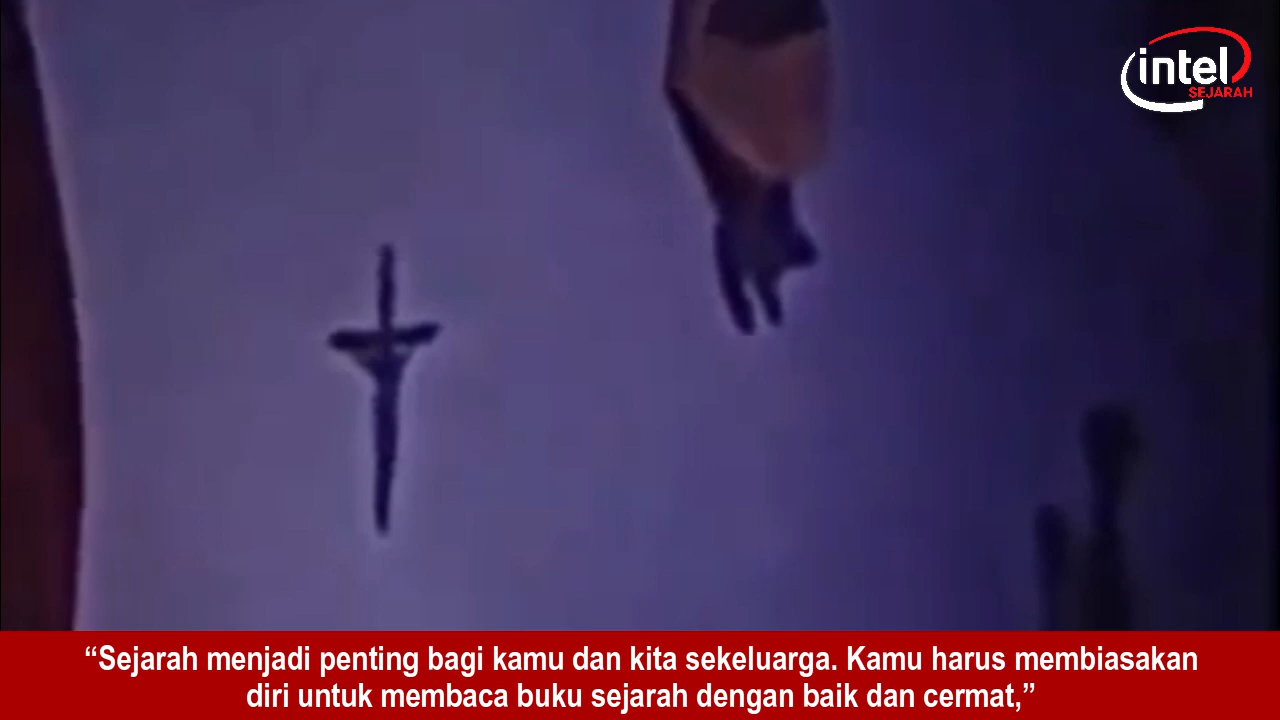 intel
SEJARAH
“Sejarah menjadi penting bagi kamu dan kita sekeluarga. Kamu harus membiasakan
diri untuk membaca buku sejarah dengan baik dan cermat,”